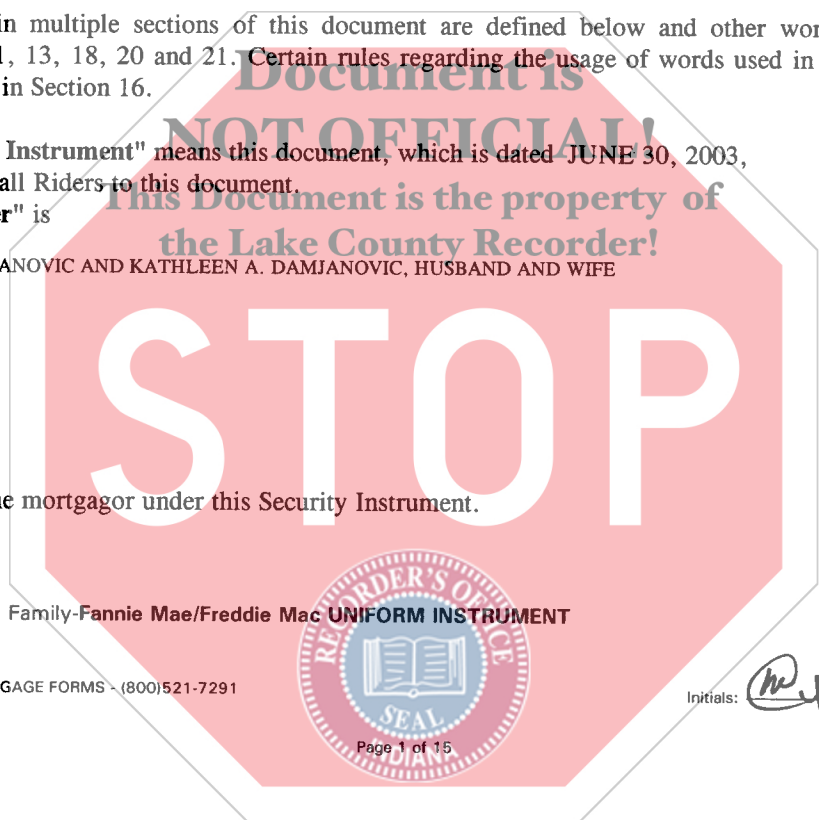 in multiple sections of this document are defined below and other wor
, 13, 18, 20 and 21. Certain rules regarding the usage of words used in
in Section 16.
Document is
NOT OFFICIAL!
This Document is the property of
the Lake County Recorder!
Instrument" means this document, which is dated JUNE 30, 2003,
all Riders to this document.
r" is
ANOVIC AND KATHLEEN A. DAMJANOVIC, HUSBAND AND WIFE
STOP
e mortgagor under this Security Instrument.
Family-Fannie Mae/Freddie Mac UNIFORM INSTRUMENT
GAGE FORMS - (800)521-7291
Initials:
RECORDER'S OFFICE
SEAL
INDIANA
Page 1 of 15